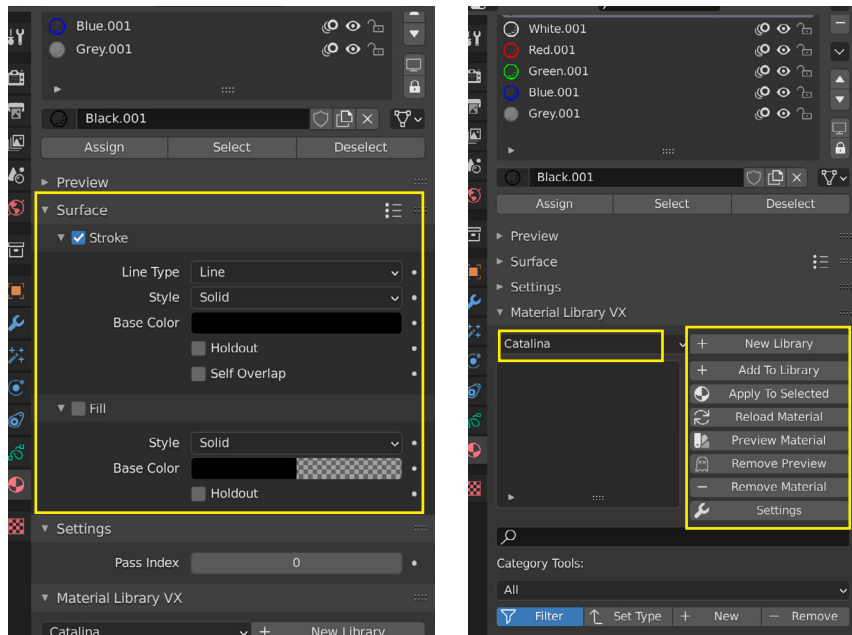 Blue.001
Grey.001
Black.001
Assign Select Deselect
Preview
Surface
Stroke
Line Type Line
Style Solid
Base Color
Holdout
Self Overlap
Fill
Style Solid
Base Color
Holdout
Settings
Pass Index 0
Material Library VX
Catalina + New Library
White.001
Red.001
Green.001
Blue.001
Grey.001
Black.001
Assign Select Deselect
Preview
Surface
Settings
Material Library VX
Catalina
+ New Library
+ Add To Library
Apply To Selected
Reload Material
Preview Material
Remove Preview
− Remove Material
Settings
Category Tools:
All
Filter Set Type + New − Remove